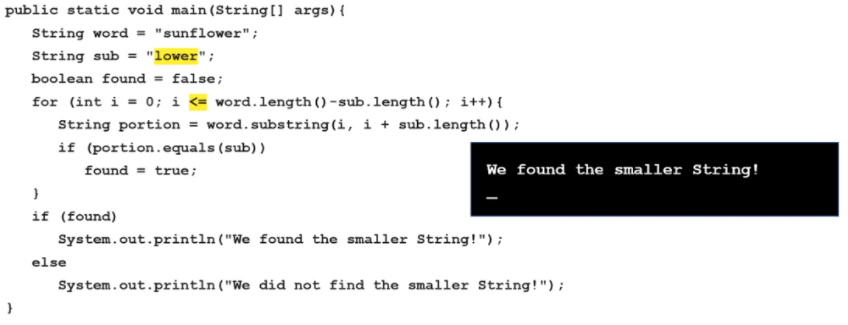 public static void main(String[] args){
String word = "sunflower";
String sub = "lower";
boolean found = false;
for (int i = 0; i <= word.length()-sub.length(); i++){
String portion = word.substring(i, i + sub.length());
if (portion.equals(sub))
found = true;
}
if (found)
System.out.println("We found the smaller String!");
else
System.out.println("We did not find the smaller String!");
}
We found the smaller String!
_